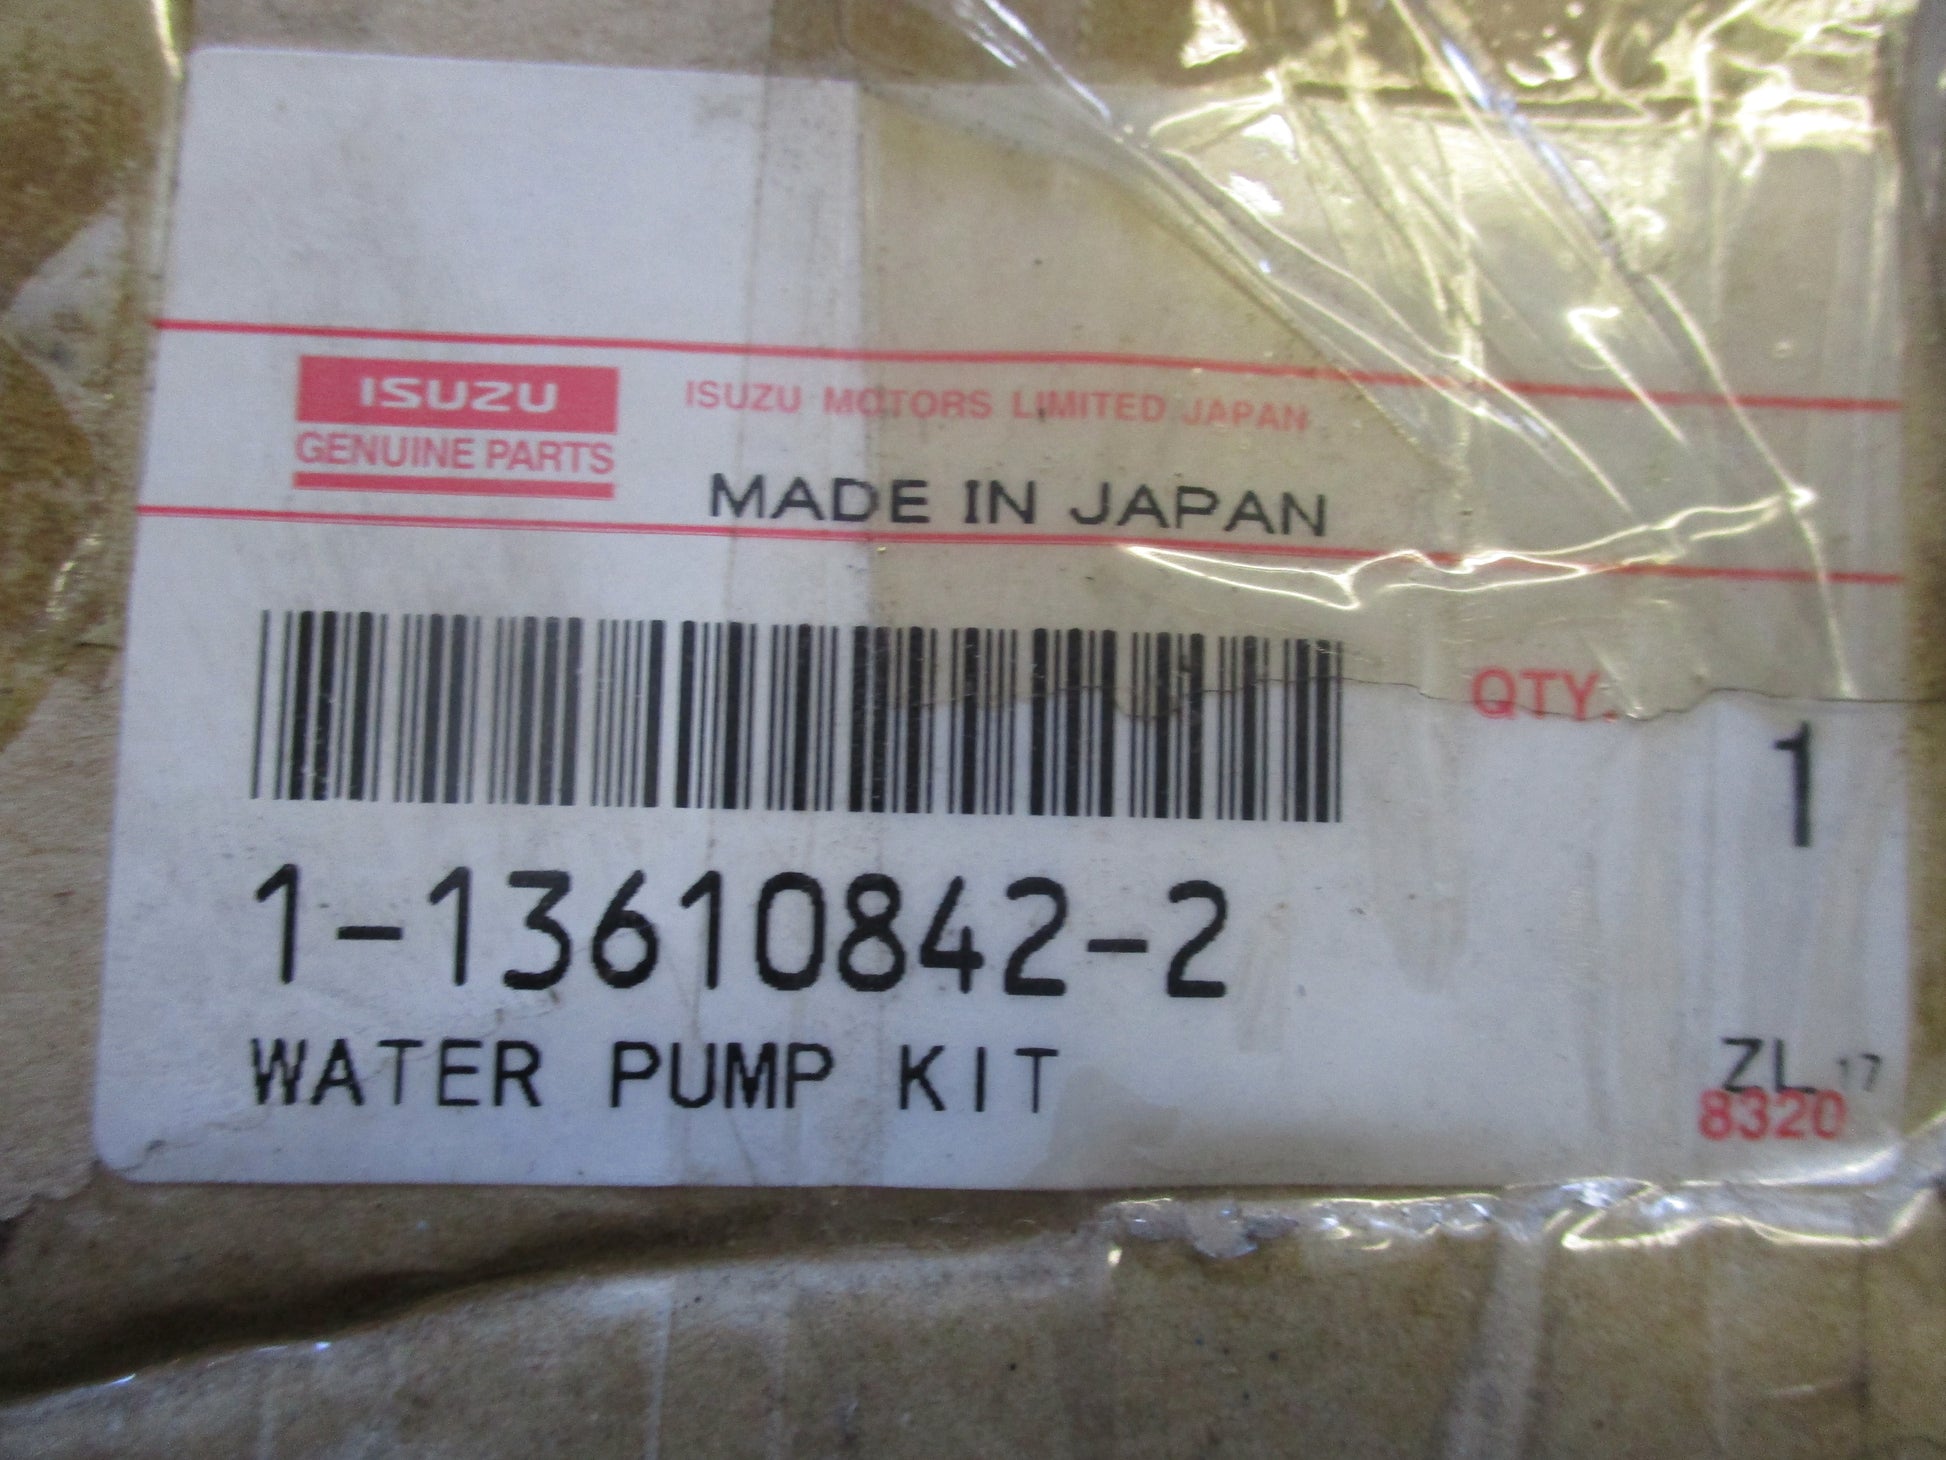 ISUZU
GENUINE PARTS
ISUZU MOTORS LIMITED JAPAN
MADE IN JAPAN
QTY.
1
1-13610842-2
WATER PUMP KIT
ZL 17
8320